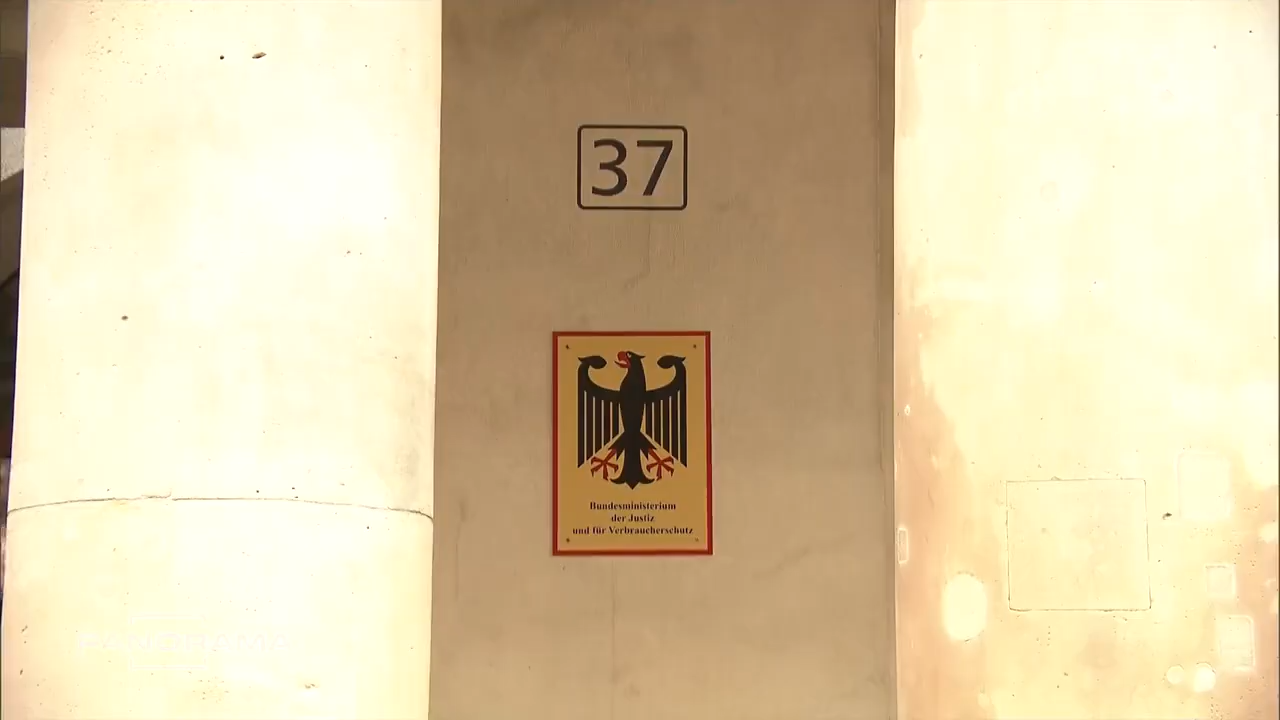 37
Bundesministerium
der Justiz
und für Verbraucherschutz
PANORAMA